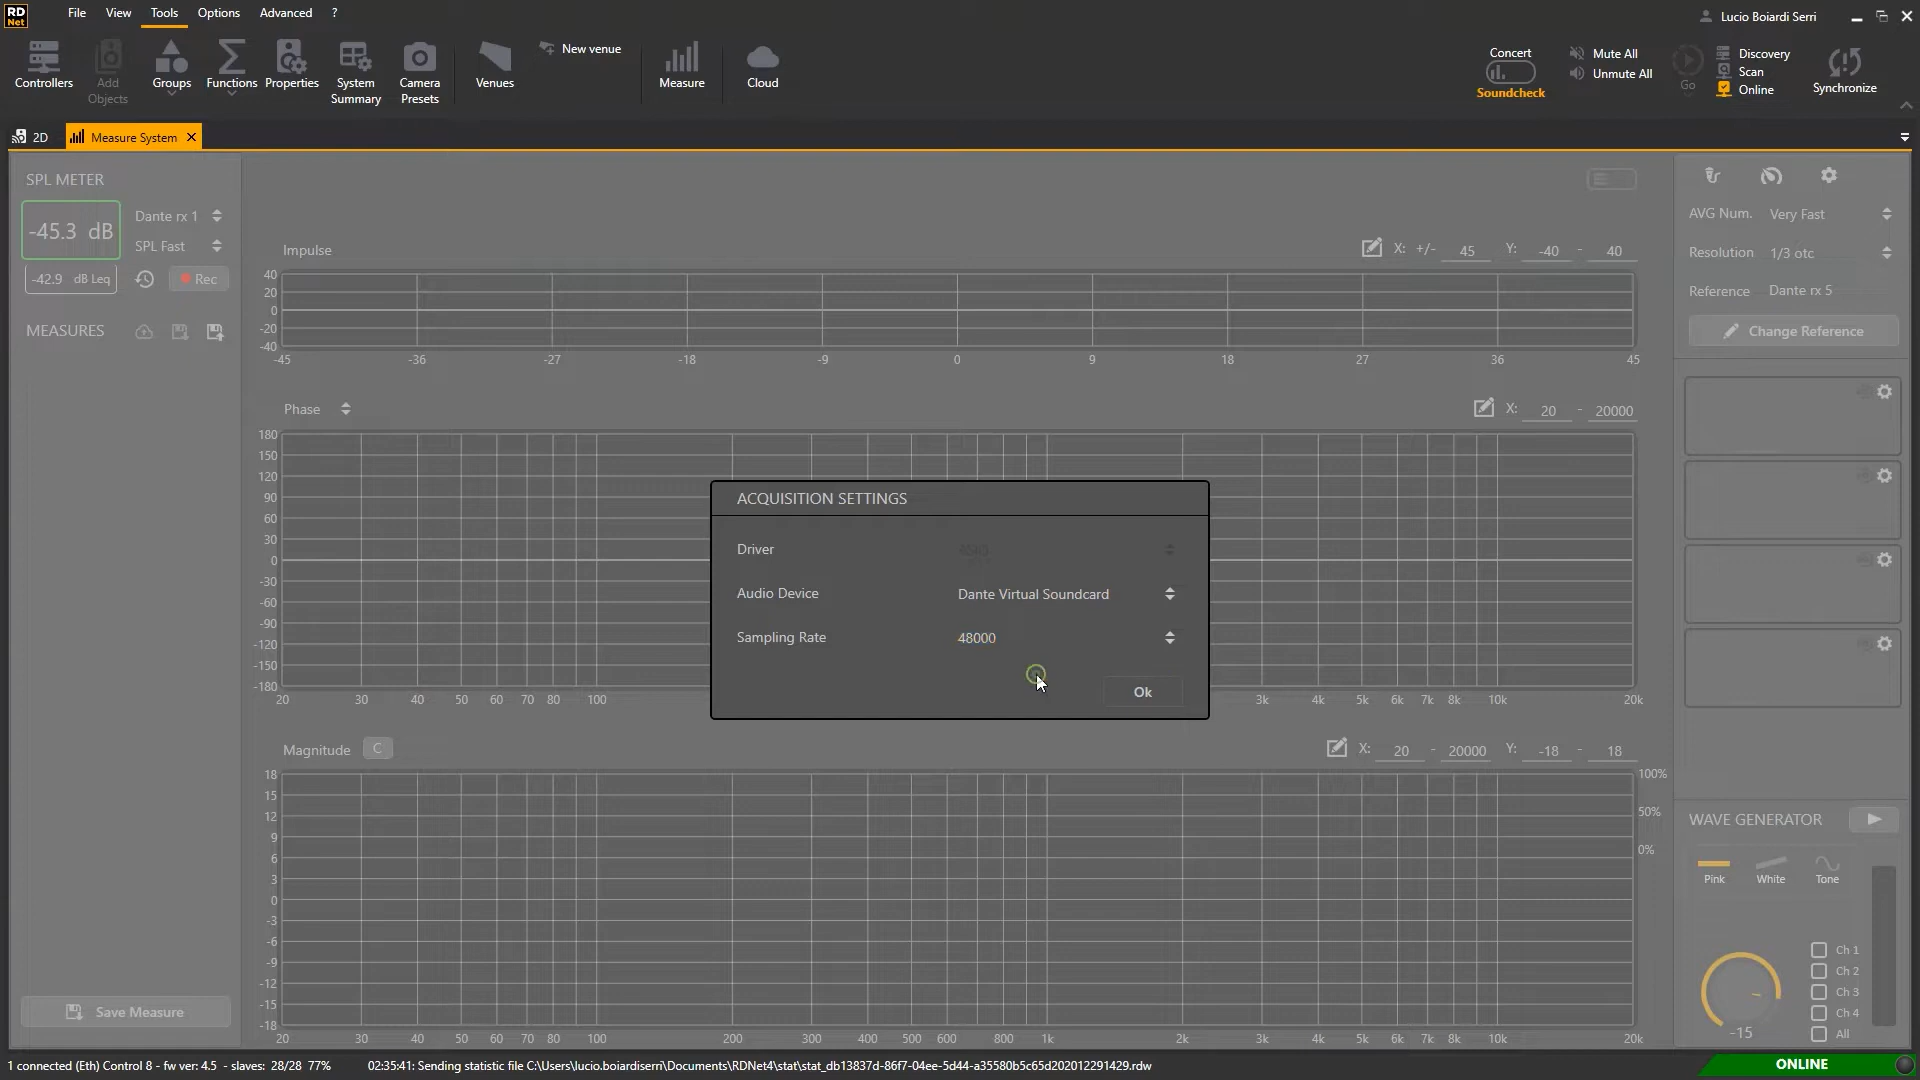 RD
Net
File View Tools Options Advanced ?
Lucio Boiardi Serri
Controllers
Add
Objects
Groups
Functions
Properties
System
Summary
Camera
Presets
Venues
New venue
Measure
Cloud
Concert
Soundcheck
Mute All
Unmute All
Go
Discovery
Scan
Online
Synchronize
2D
Measure System
SPL METER
-45.3 dB
Dante rx 1
SPL Fast
-42.9 dB Leq
Rec
MEASURES
Save Measure
Impulse
X: +/- 45 Y: -40 - 40
40
20
0
-20
-40
-45 -36 -27 -18 -9 0 9 18 27 36 45
Phase
X: 20 - 20000
180
150
120
90
60
30
0
-30
-60
-90
-120
-150
-180
20 30 40 50 60 70 80 100 3k 4k 5k 6k 7k 8k 10k 20k
ACQUISITION SETTINGS
Driver
Audio Device Dante Virtual Soundcard
Sampling Rate 48000
Ok
Magnitude C
X: 20 - 20000 Y: -18 - 18
18
15
12
9
6
3
0
-3
-6
-9
-12
-15
-18
100%
50%
0%
20 30 40 50 60 70 80 100 200 300 400 500 600 800 1k 2k 3k 4k 5k 6k 7k 8k 10k 20k
AVG Num. Very Fast
Resolution 1/3 otc
Reference Dante rx 5
Change Reference
WAVE GENERATOR
Pink White Tone
-15
Ch 1
Ch 2
Ch 3
Ch 4
All
1 connected (Eth) Control 8 - fw ver: 4.5 - slaves: 28/28 77%
02:35:41: Sending statistic file C:\Users\lucio.boiardiserri\Documents\RDNet4\stat\stat_db13837d-86f7-04ee-5d44-a35580b5c65d202012291429.rdw
ONLINE